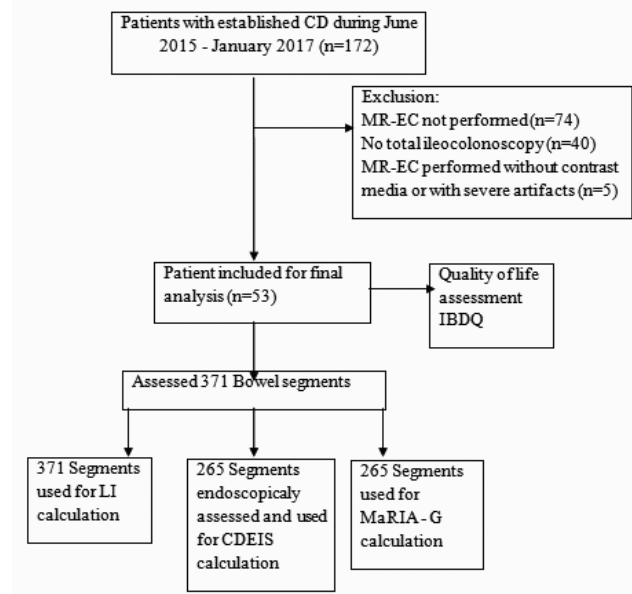 Patients with established CD during June
2015 - January 2017 (n=172)
Exclusion:
MR-EC not performed (n=74)
No total ileocolonoscopy (n=40)
MR-EC performed without contrast
media or with severe artifacts (n=5)
Patient included for final
analysis (n=53)
Quality of life
assessment
IBDQ
Assessed 371 Bowel segments
371 Segments
used for LI
calculation
265 Segments
endoscopicaly
assessed and used
for CDEIS
calculation
265 Segments
used for
MaRIA-G
calculation